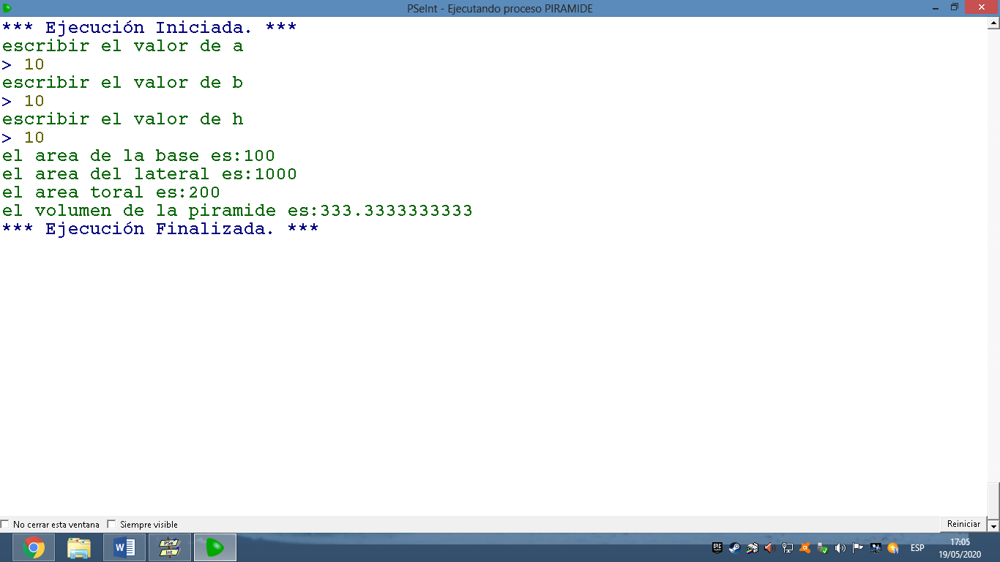 PSeInt - Ejecutando proceso PIRAMIDE
*** Ejecución Iniciada. ***
escribir el valor de a
> 10
escribir el valor de b
> 10
escribir el valor de h
> 10
el area de la base es:100
el area del lateral es:1000
el area toral es:200
el volumen de la piramide es:333.3333333333
*** Ejecución Finalizada. ***
No cerrar esta ventana
Siempre visible
Reiniciar
PSe
Int
ESP
17:05
19/05/2020